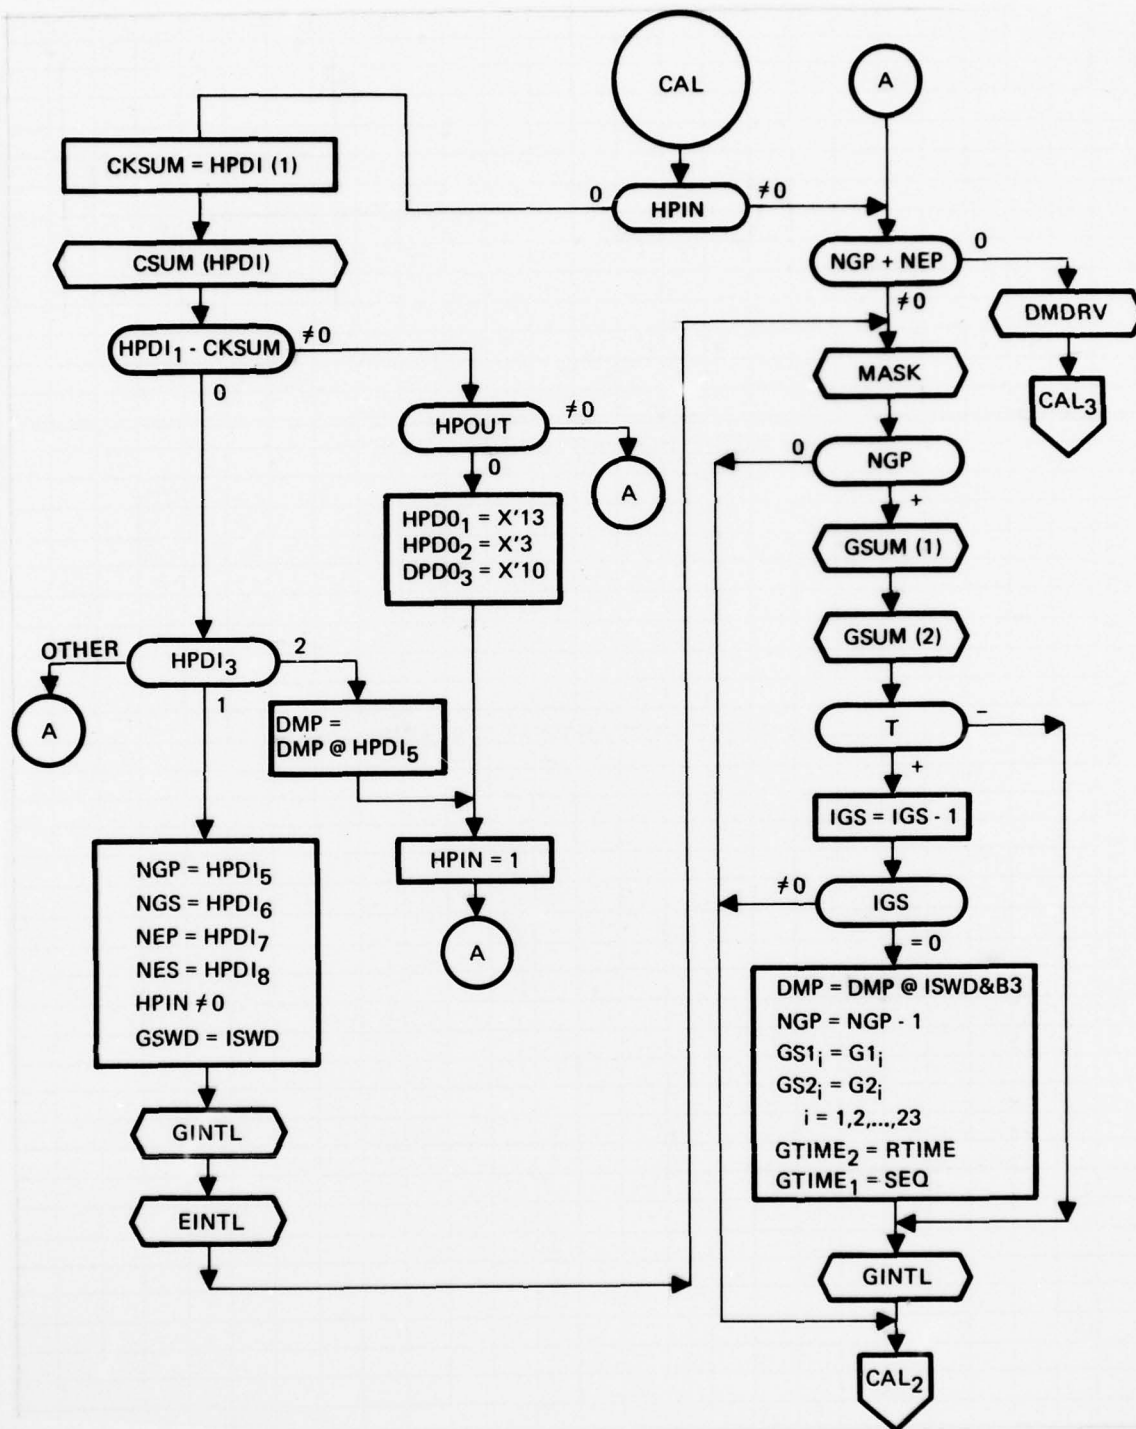 CAL
A
CKSUM = HPDI (1)
0
HPIN
≠0
CSUM (HPDI)
NGP + NEP
0
≠0
DMDRV
CAL3
HPDI1 - CKSUM
≠0
0
MASK
HPOUT
≠0
0
A
NGP
0
+
HPDO1 = X'13
HPDO2 = X'3
DPDO3 = X'10
GSUM (1)
GSUM (2)
OTHER
HPDI3
2
1
A
DMP =
DMP @ HPDI5
T
-
+
IGS = IGS - 1
HPIN = 1
A
NGP = HPDI5
NGS = HPDI6
NEP = HPDI7
NES = HPDI8
HPIN ≠0
GSWD = ISWD
≠0
IGS
=0
DMP = DMP @ ISWD&B3
NGP = NGP - 1
GS1i = G1i
GS2i = G2i
i = 1,2,...,23
GTIME2 = RTIME
GTIME1 = SEQ
GINTL
EINTL
GINTL
CAL2